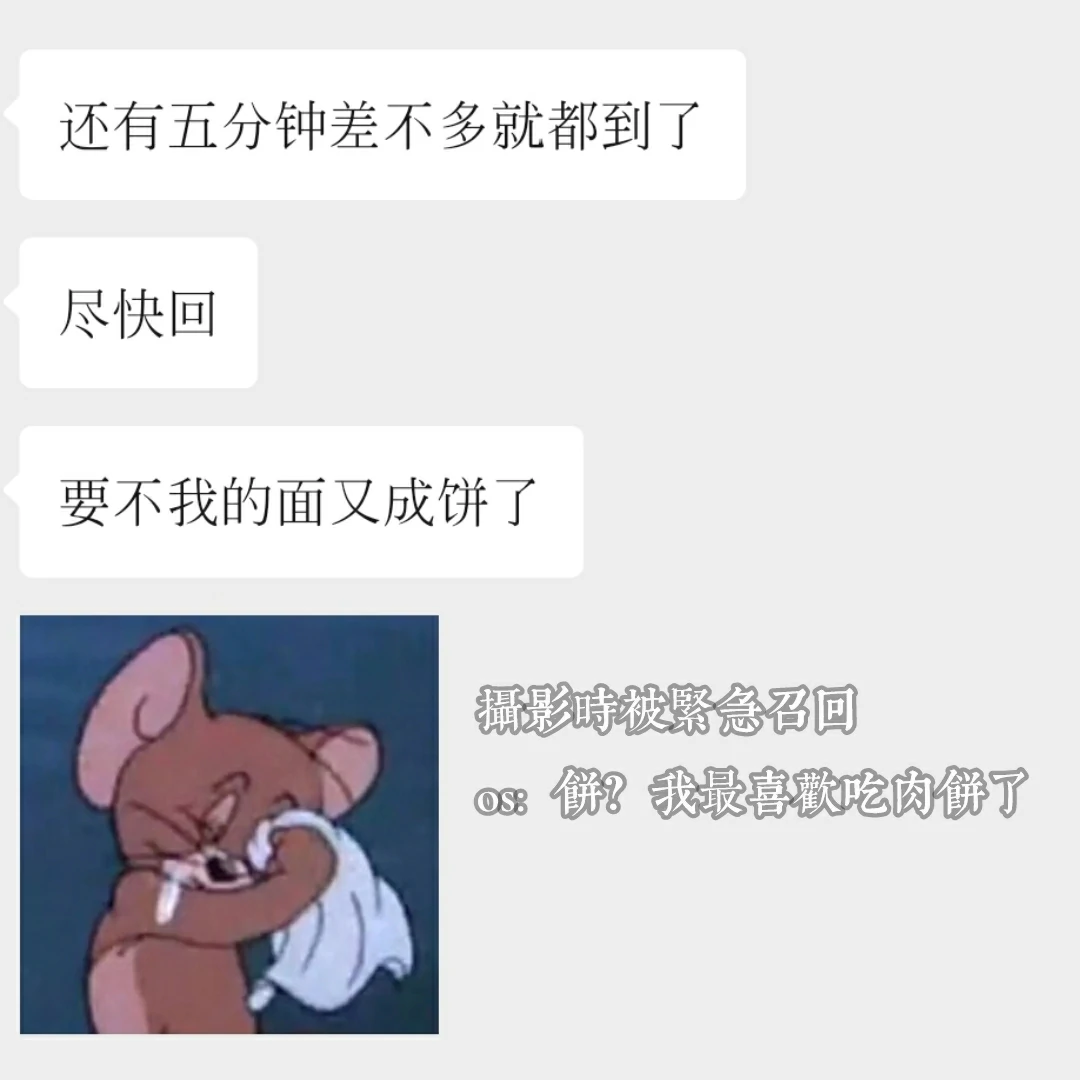 还有五分钟差不多就都到了
尽快回
要不我的面又成饼了
攝影時被緊急召回
os: 餅？我最喜歡吃肉餅了